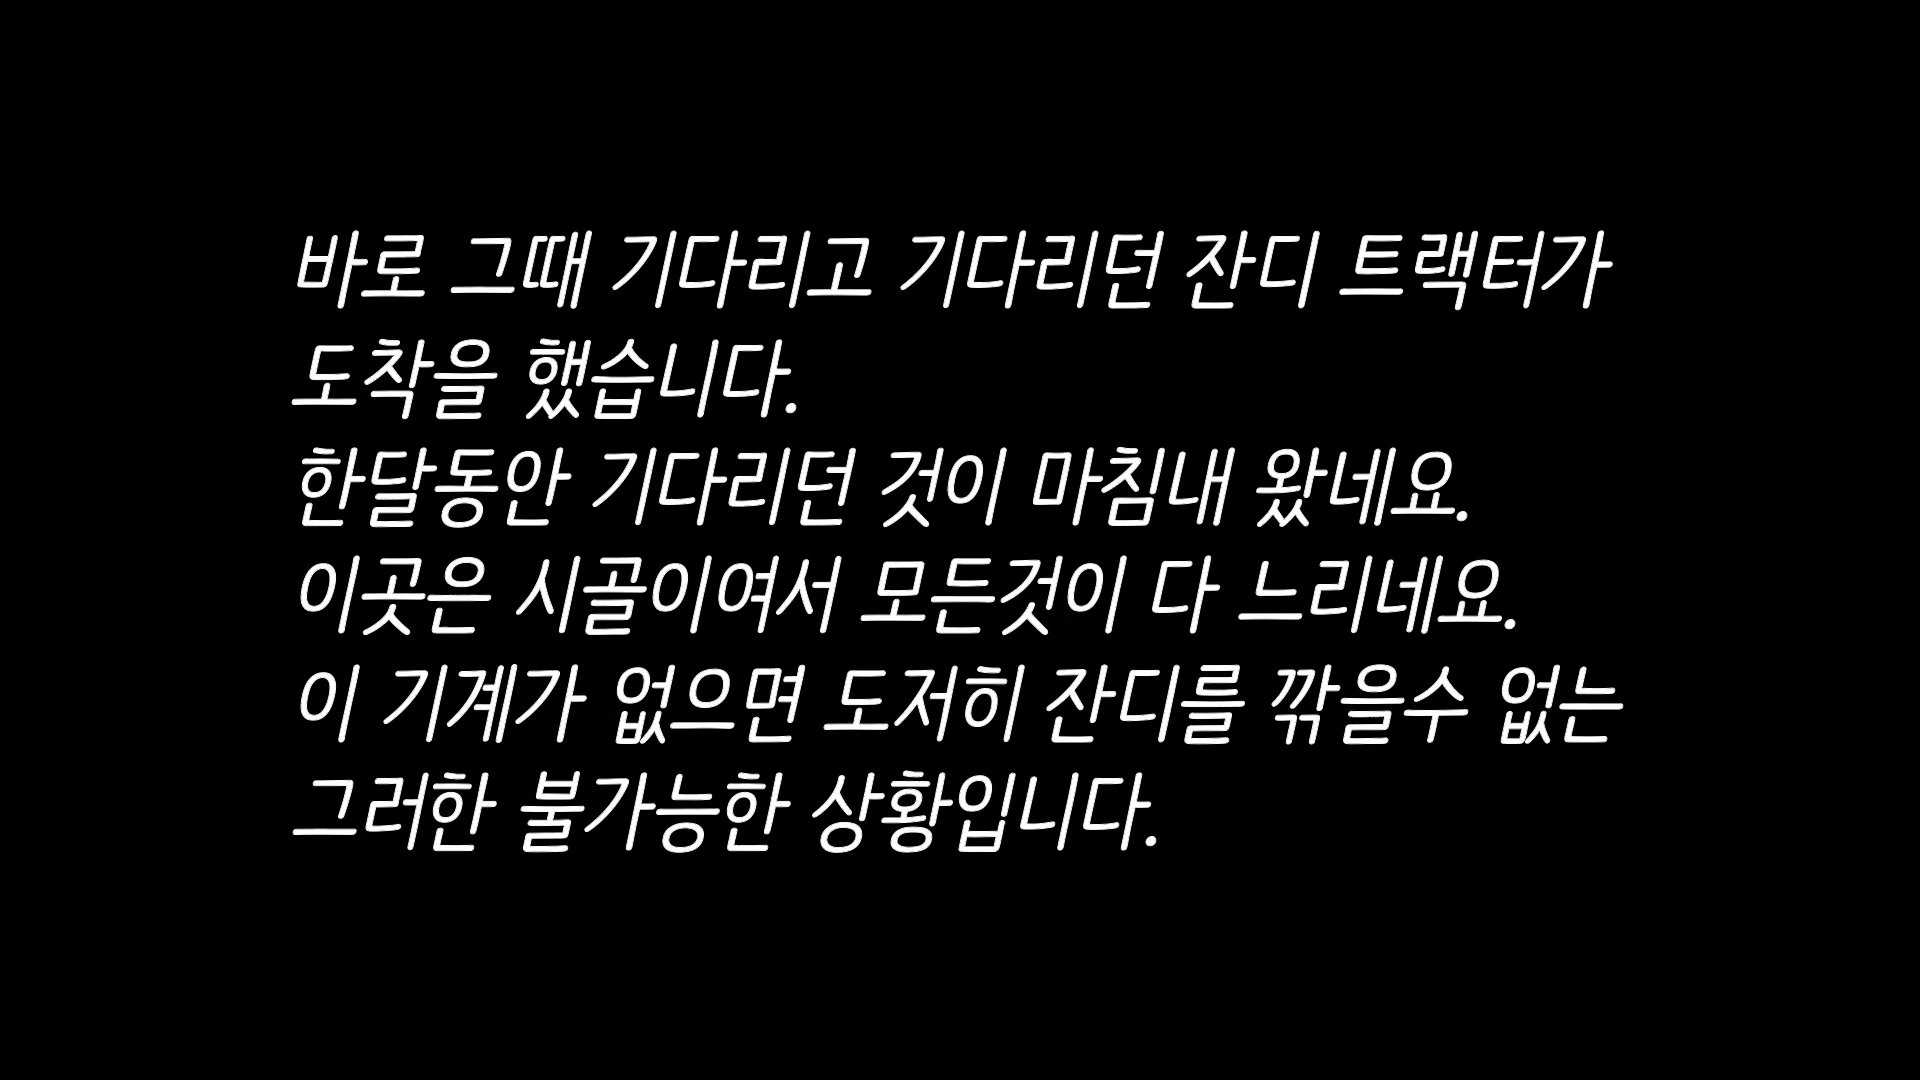 바로 그때 기다리고 기다리던 잔디 트랙터가
도착을 했습니다.
한달동안 기다리던 것이 마침내 왔네요.
이곳은 시골이여서 모든것이 다 느리네요.
이 기계가 없으면 도저히 잔디를 깎을수 없는
그러한 불가능한 상황입니다.